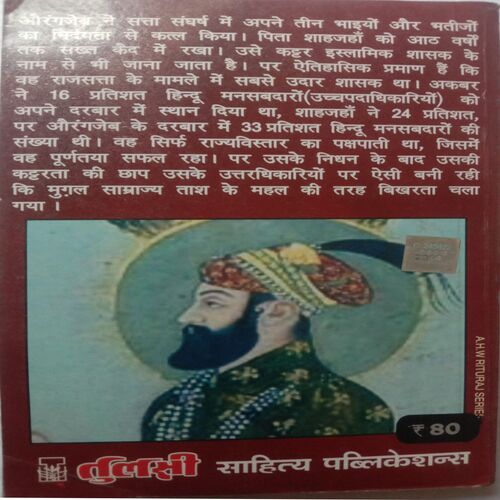 औरंगजेब ने सत्ता संघर्ष में अपने तीन भाइयों और भतीजों
का निर्दयता से कत्ल किया। पिता शाहजहाँ को आठ वर्षों
तक सख्त कैद में रखा। उसे कट्टर इस्लामिक शासक के
नाम से भी जाना जाता है। पर ऐतिहासिक प्रमाण हैं कि
वह राजसत्ता के मामले में सबसे उदार शासक था। अकबर
ने 16 प्रतिशत हिन्दू मनसबदारों(उच्चपदाधिकारियों) को
अपने दरबार में स्थान दिया था, शाहजहाँ ने 24 प्रतिशत,
पर औरंगजेब के दरबार में 33 प्रतिशत हिन्दू मनसबदारों की
संख्या थी। वह सिर्फ राज्यविस्तार का पक्षपाती था, जिसमें
वह पूर्णतया सफल रहा। पर उसके निधन के बाद उसकी
कट्टरता की छाप उसके उत्तराधिकारियों पर ऐसी बनी रही
कि मुग़ल साम्राज्य ताश के महल की तरह बिखरता चला
गया।
A.H.W RITURAJ SERIES
₹ 80
तुलसी साहित्य पब्लिकेशन्स